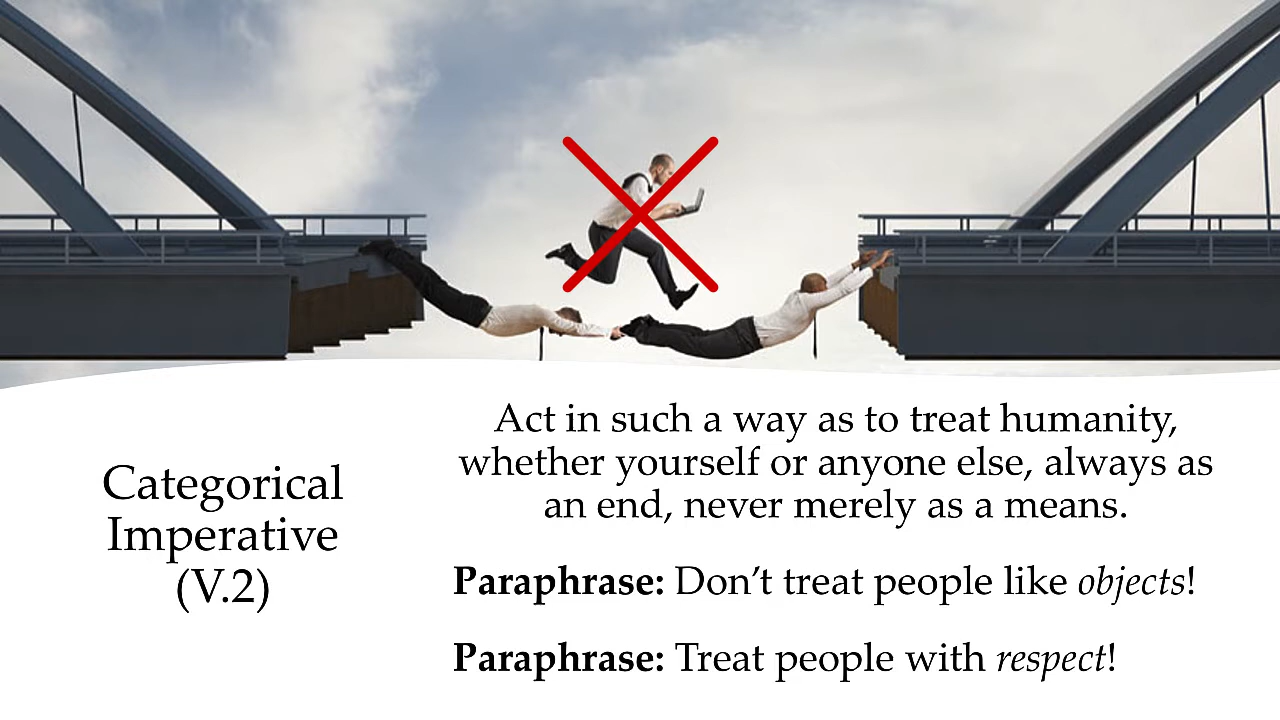 Categorical
Imperative
(V.2)
Act in such a way as to treat humanity,
whether yourself or anyone else, always as
an end, never merely as a means.
Paraphrase: Don’t treat people like objects!
Paraphrase: Treat people with respect!